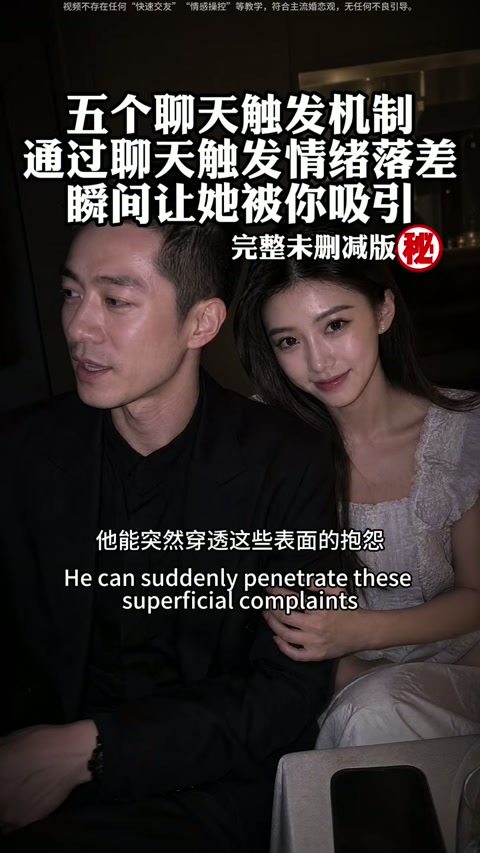 视频不存在任何“快速交友”“情感操控”等教学，符合主流婚恋观，无任何不良引导。
五个聊天触发机制
通过聊天触发情绪落差
瞬间让她被你吸引
完整未删减版 秘
他能突然穿透这些表面的抱怨
He can suddenly penetrate these
superficial complaints